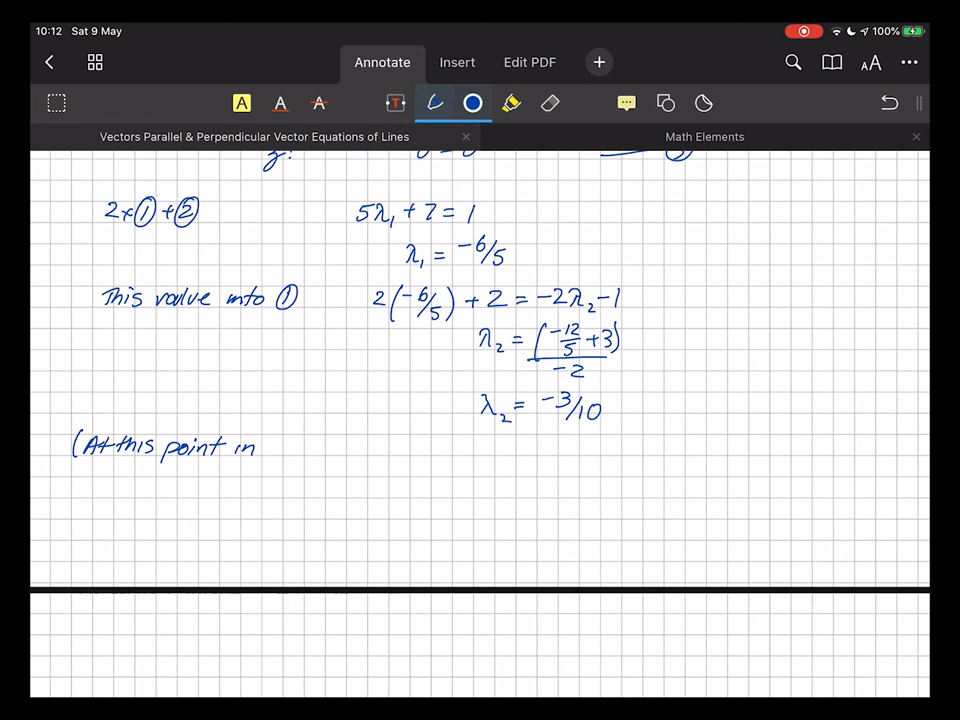 10:12 Sat 9 May 100%
Annotate Insert Edit PDF
Vectors Parallel & Perpendicular Vector Equations of Lines Math Elements
2×① + ② 5λ₁ + 7 = 1
λ₁ = -6/5
This value into ① 2(-6/5) + 2 = -2λ₂ - 1
λ₂ = (-12/5 + 3)/-2
λ₂ = -3/10
(At this point in